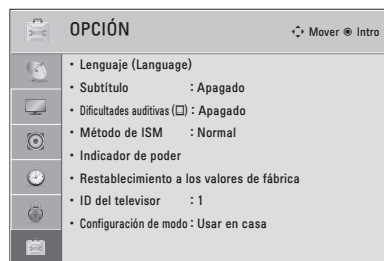 OPCIÓN
Mover Intro
• Lenguaje (Language)
• Subtítulo : Apagado
• Dificultades auditivas (☐) : Apagado
• Método de ISM : Normal
• Indicador de poder
• Restablecimiento a los valores de fábrica
• ID del televisor : 1
• Configuración de modo : Usar en casa